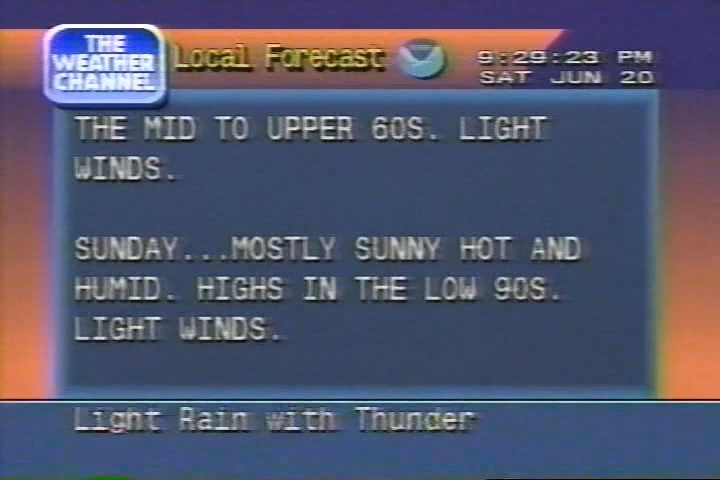 THE
WEATHER
CHANNEL
Local Forecast
9:29:23 PM
SAT JUN 20
THE MID TO UPPER 60S. LIGHT
WINDS.
SUNDAY...MOSTLY SUNNY HOT AND
HUMID. HIGHS IN THE LOW 90S.
LIGHT WINDS.
Light Rain with Thunder